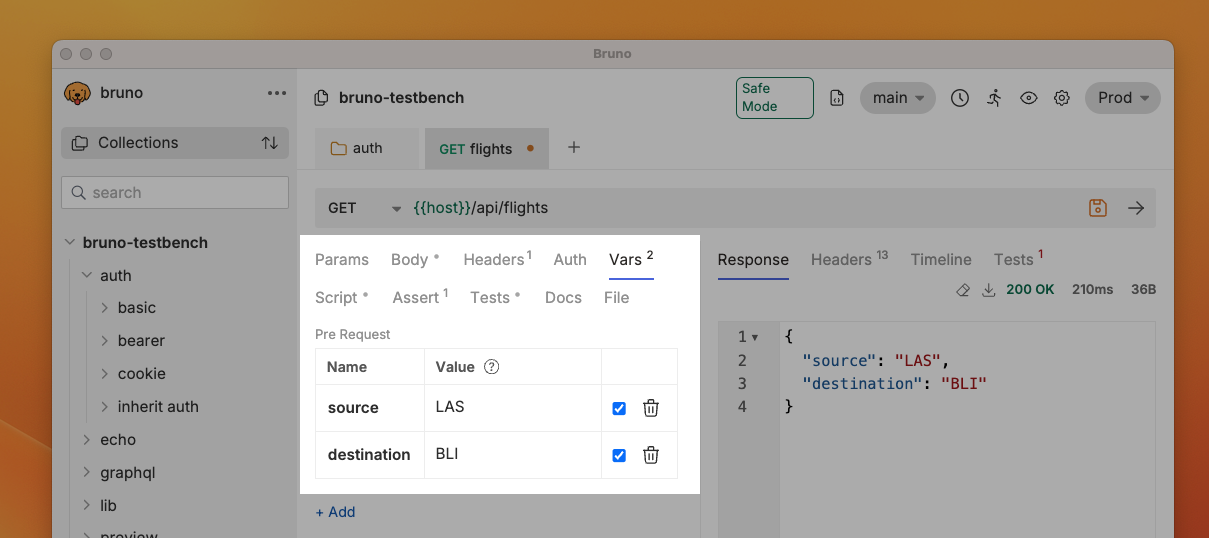 Bruno
bruno
bruno-testbench
Safe
Mode
main
Prod
Collections
auth
GET flights
search
GET
{{host}}/api/flights
bruno-testbench
auth
basic
bearer
cookie
inherit auth
echo
graphql
lib
preview
Params Body Headers 1 Auth Vars 2
Script Assert 1 Tests Docs File
Pre Request
Name Value
source LAS
destination BLI
+ Add
Response Headers 13 Timeline Tests 1
200 OK 210ms 36B
1 {
2 "source": "LAS",
3 "destination": "BLI"
4 }